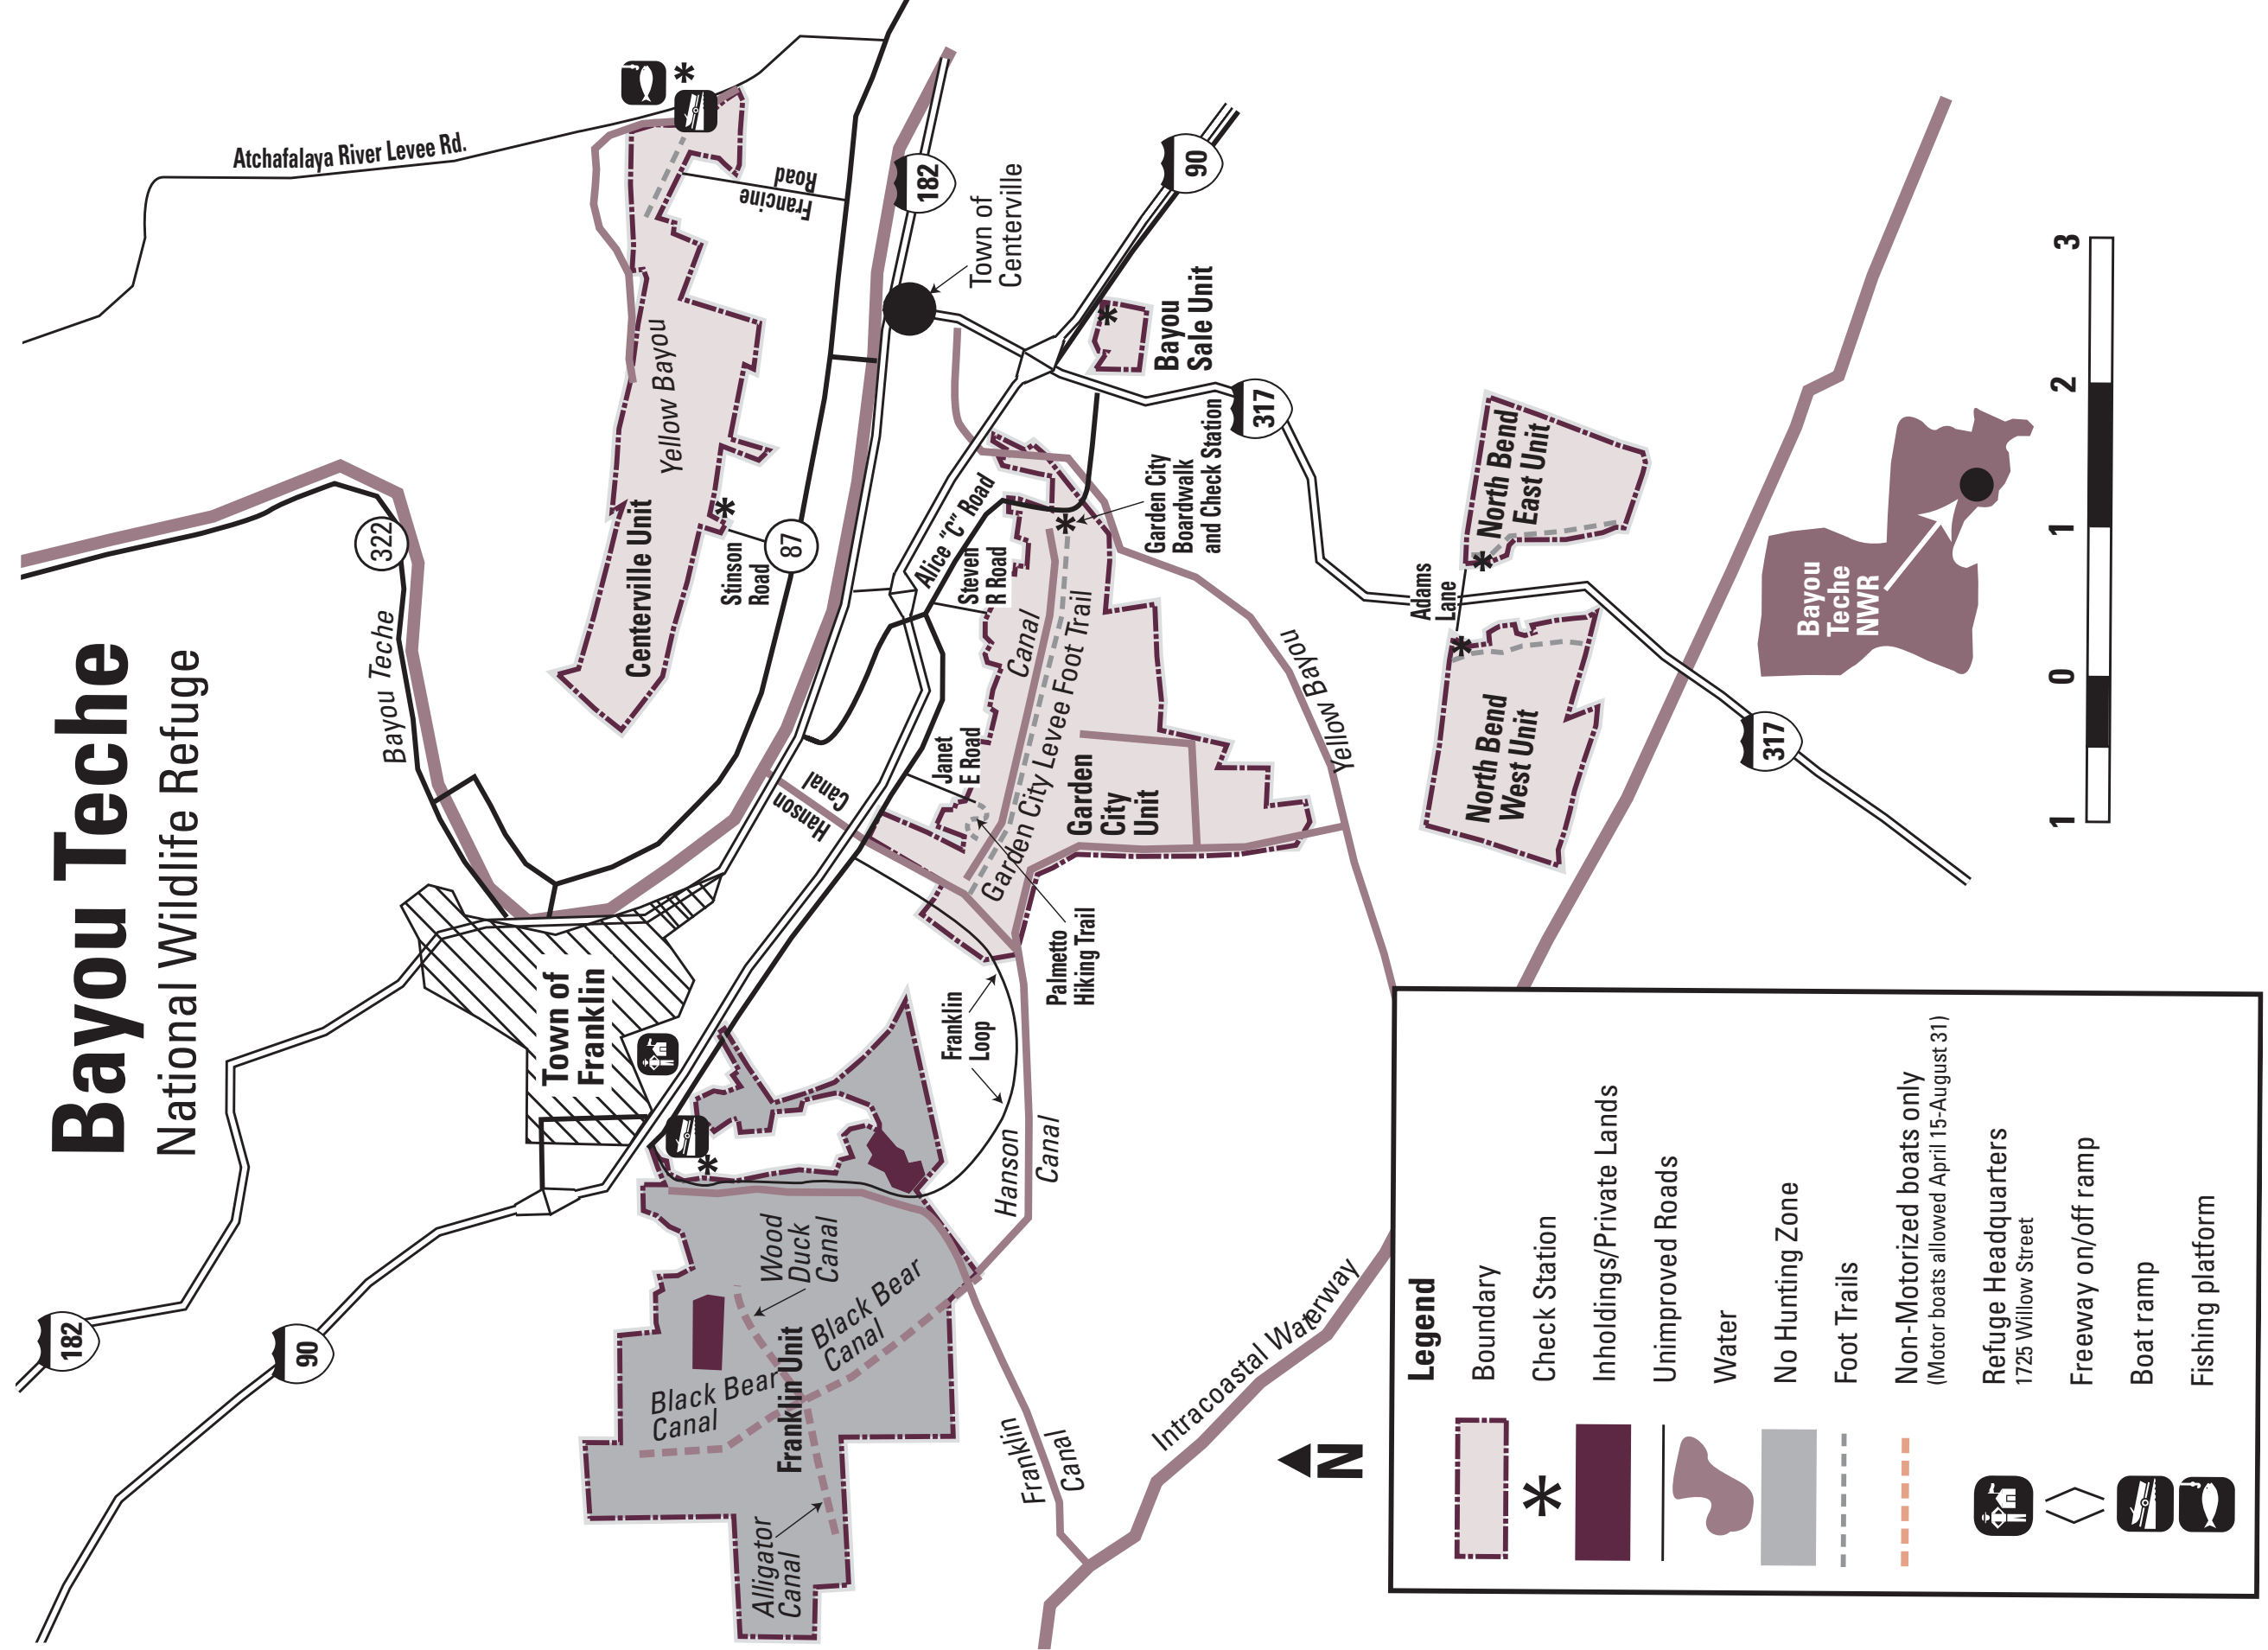 Bayou Teche
National Wildlife Refuge
182
90
322
Bayou Teche
Atchafalaya River Levee Rd.
Francine
Road
Yellow Bayou
Centerville Unit
Stinson
Road
87
182
Town of
Centerville
90
Town of
Franklin
Hanson
Canal
Alice "C" Road
Steven
R Road
Janet
E Road
Canal
Garden City Levee Foot Trail
Garden
City
Unit
Garden City
Boardwalk
and Check Station
Bayou
Sale Unit
317
Palmetto
Hiking Trail
Franklin
Loop
Hanson
Canal
Wood
Duck
Canal
Black Bear
Canal
Black Bear
Canal
Franklin Unit
Alligator
Canal
Franklin
Canal
Intracoastal Waterway
Yellow Bayou
Adams
Lane
North Bend
East Unit
North Bend
West Unit
317
N
Bayou
Teche
NWR
1 0 1 2 3
Legend
Boundary
Check Station
Inholdings/Private Lands
Unimproved Roads
Water
No Hunting Zone
Foot Trails
Non-Motorized boats only
(Motor boats allowed April 15-August 31)
Refuge Headquarters
1725 Willow Street
Freeway on/off ramp
Boat ramp
Fishing platform